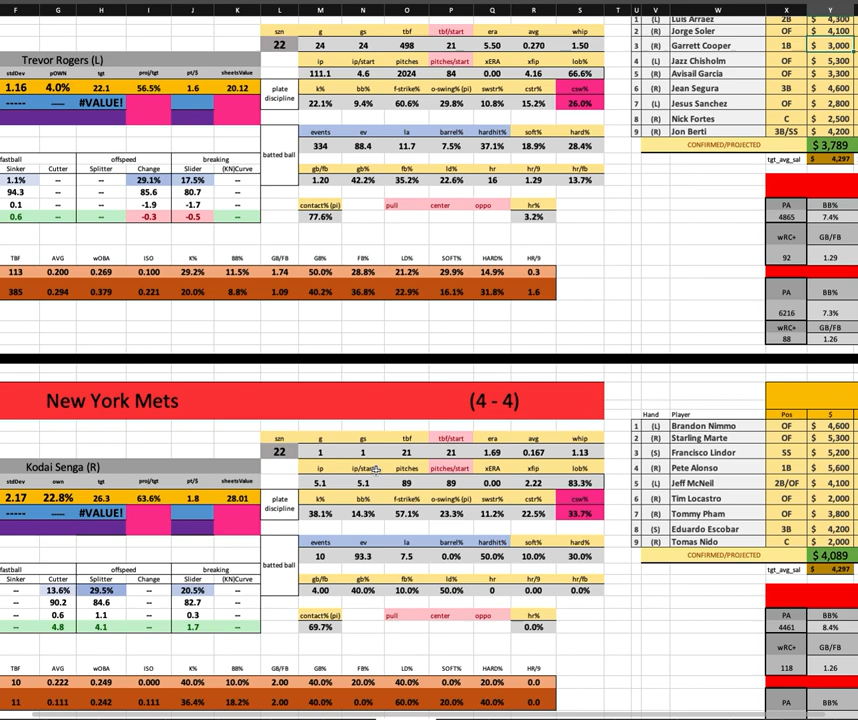 F G H I J K L M N O P Q R S T U V W X Y
szn g gs tbf tbf/start era avg whip
22 24 24 498 21 5.50 0.270 1.50
1 (L) Luis Arraez 2B $ 4,300
2 (R) Jorge Soler OF $ 4,100
3 (R) Garrett Cooper 1B $ 3,000
4 (L) Jazz Chisholm OF $ 5,300
5 (R) Avisail Garcia OF $ 3,300
6 (R) Jean Segura 3B $ 4,600
7 (L) Jesus Sanchez OF $ 2,800
8 (R) Nick Fortes C $ 2,500
9 (R) Jon Berti 3B/SS $ 4,200
CONFIRMED/PROJECTED $ 3,789
tgt_avg_sal $ 4,297
Trevor Rogers (L)
stdDev pOWN tgt proj/tgt pt/$ sheetsValue
1.16 4.0% 22.1 56.5% 1.6 20.12
----- ----- #VALUE!
ip ip/start pitches pitches/start xERA xfip lob%
111.1 4.6 2024 84 0.00 4.16 66.6%
plate discipline
k% bb% f-strike% o-swing% (pi) swstr% cstr% csw%
22.1% 9.4% 60.6% 29.8% 10.8% 15.2% 26.0%
batted ball
events ev la barrel% hardhit% soft% hard%
334 88.4 11.7 7.5% 37.1% 18.9% 28.4%
gb/fb gb% fb% ld% hr hr/9 hr/fb
1.20 42.2% 35.2% 22.6% 16 1.29 13.7%
contact% (pi) pull center oppo hr%
77.6% 3.2%
fastball offspeed breaking
Sinker Cutter Splitter Change Slider (KN)Curve
1.1% -- -- 29.1% 17.5% --
94.3 -- -- 85.6 80.7 --
0.1 -- -- -1.9 -1.7 --
0.6 -- -- -0.3 -0.5 --
PA BB%
4865 7.4%
wRC+ GB/FB
92 1.29
TBF AVG wOBA ISO K% BB% GB/FB GB% FB% LD% SOFT% HARD% HR/9
113 0.200 0.269 0.100 29.2% 11.5% 1.74 50.0% 28.8% 21.2% 29.9% 14.9% 0.3
385 0.294 0.379 0.221 20.0% 8.8% 1.09 40.2% 36.8% 22.9% 16.1% 31.8% 1.6
PA BB%
6216 7.3%
wRC+ GB/FB
88 1.26
New York Mets (4 - 4)
Hand Player Pos $
1 (L) Brandon Nimmo OF $ 4,600
2 (R) Starling Marte OF $ 5,300
3 (S) Francisco Lindor SS $ 5,200
4 (R) Pete Alonso 1B $ 5,600
5 (L) Jeff McNeil 2B/OF $ 4,100
6 (R) Tim Locastro OF $ 2,000
7 (R) Tommy Pham OF $ 3,800
8 (S) Eduardo Escobar 3B $ 4,200
9 (R) Tomas Nido C $ 2,000
CONFIRMED/PROJECTED $ 4,089
tgt_avg_sal $ 4,297
szn g gs tbf tbf/start era avg whip
22 1 1 21 21 1.69 0.167 1.13
Kodai Senga (R)
stdDev own tgt proj/tgt pt/$ sheetsValue
2.17 22.8% 26.3 63.6% 1.8 28.01
----- ----- #VALUE!
ip ip/start pitches pitches/start xERA xfip lob%
5.1 5.1 89 89 0.00 2.22 83.3%
plate discipline
k% bb% f-strike% o-swing% (pi) swstr% cstr% csw%
38.1% 14.3% 57.1% 23.3% 11.2% 22.5% 33.7%
batted ball
events ev la barrel% hardhit% soft% hard%
10 93.3 7.5 0.0% 50.0% 10.0% 30.0%
gb/fb gb% fb% ld% hr hr/9 hr/fb
4.00 40.0% 10.0% 50.0% 0 0.00 0.0%
contact% (pi) pull center oppo hr%
69.7% 0.0%
fastball offspeed breaking
Sinker Cutter Splitter Change Slider (KN)Curve
-- 13.6% 29.5% -- 20.5% --
-- 90.2 84.6 -- 82.7 --
-- 0.6 1.1 -- 0.3 --
-- 4.8 4.1 -- 1.7 --
PA BB%
4461 8.4%
wRC+ GB/FB
118 1.26
TBF AVG wOBA ISO K% BB% GB/FB GB% FB% LD% SOFT% HARD% HR/9
10 0.222 0.249 0.000 40.0% 10.0% 2.00 40.0% 20.0% 40.0% 20.0% 40.0% 0.0
11 0.111 0.242 0.111 36.4% 18.2% 2.00 40.0% 0.0% 60.0% 0.0% 20.0% 0.0
PA BB%